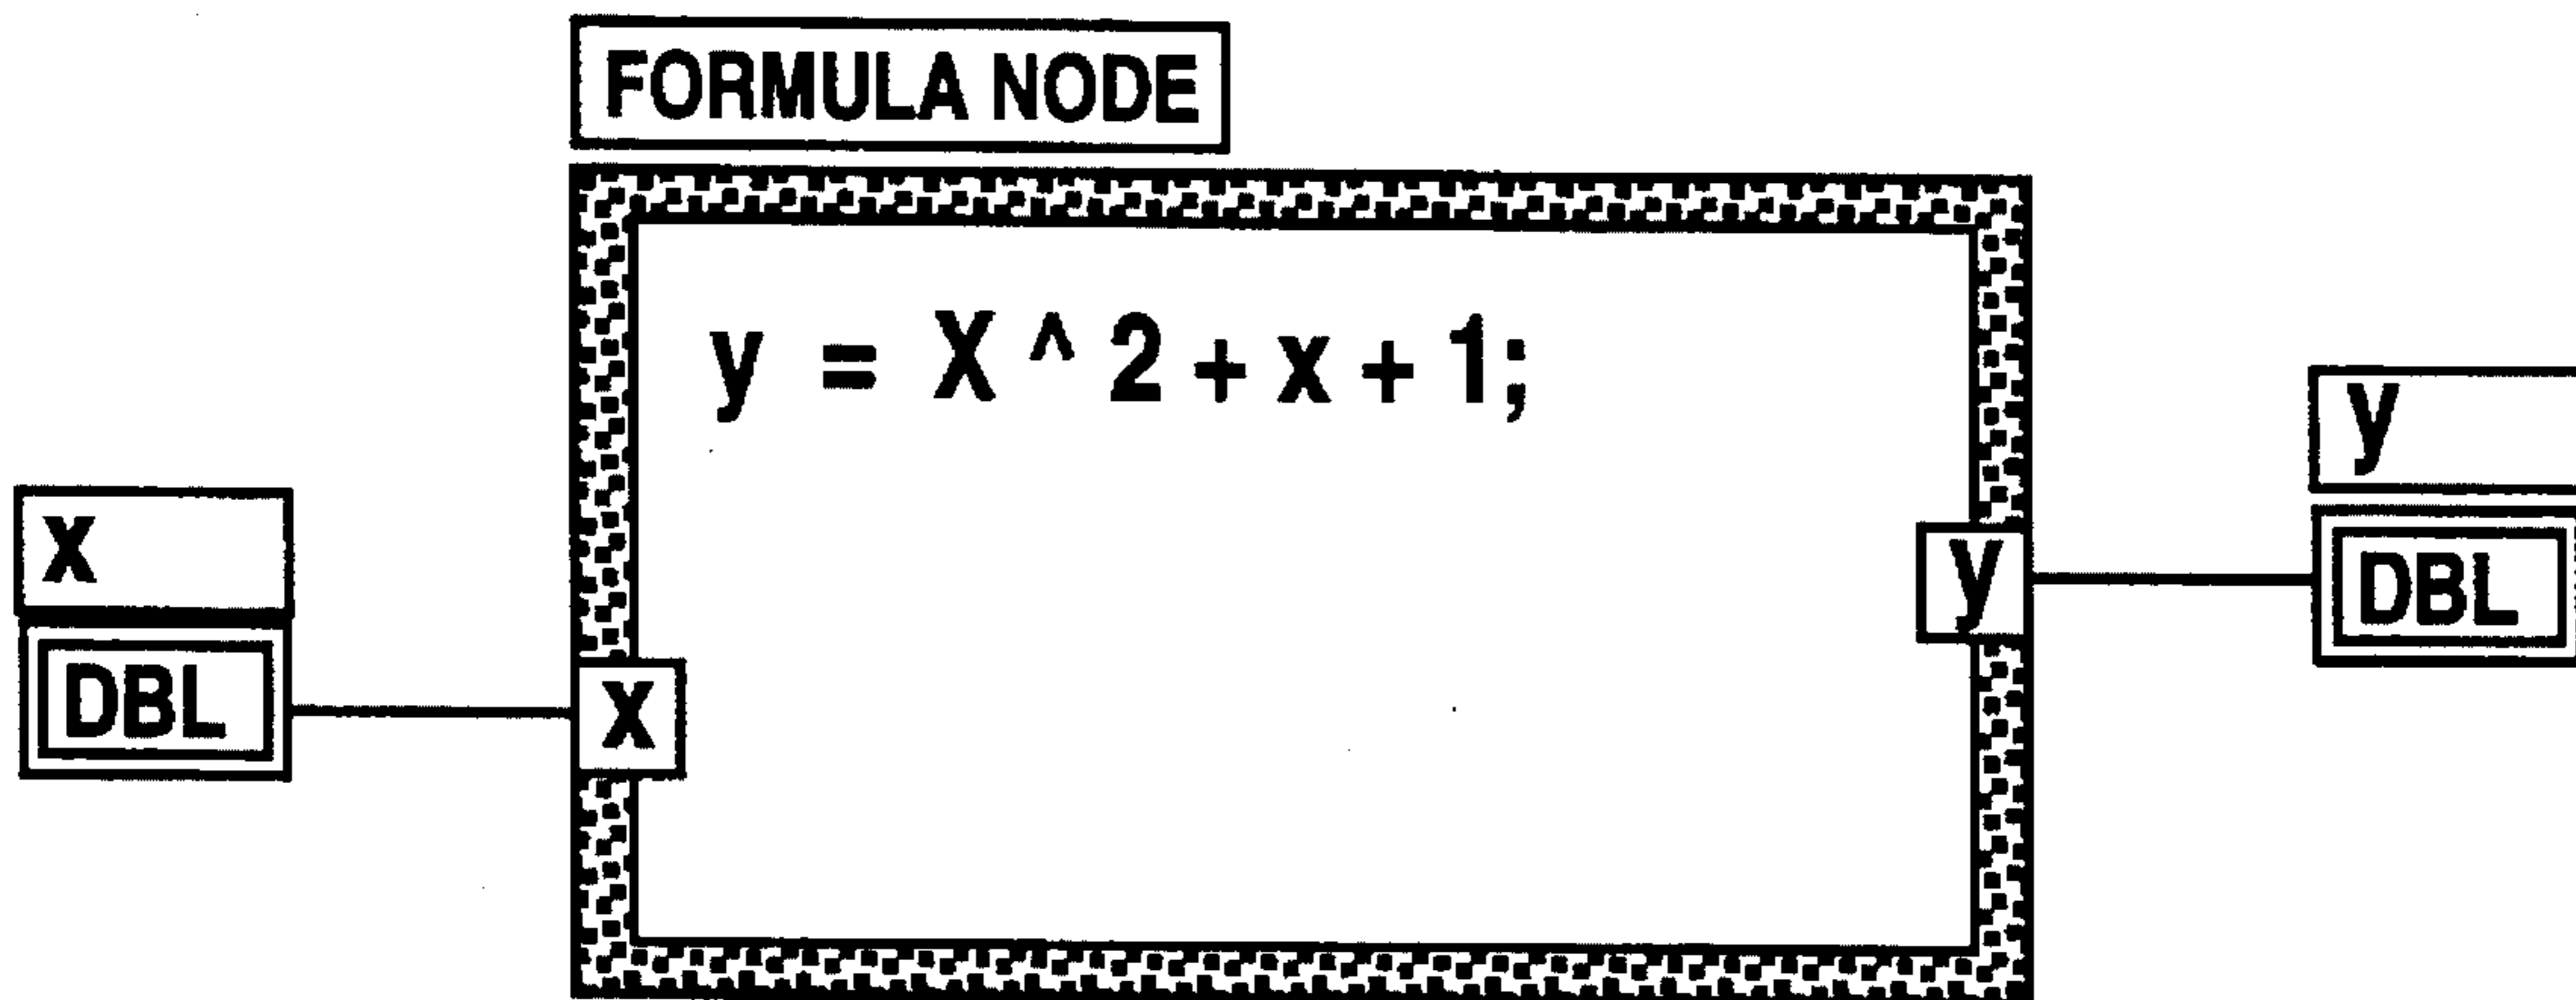 FORMULA NODE
y = X ^ 2 + x + 1;
y
x
y
DBL
DBL
x